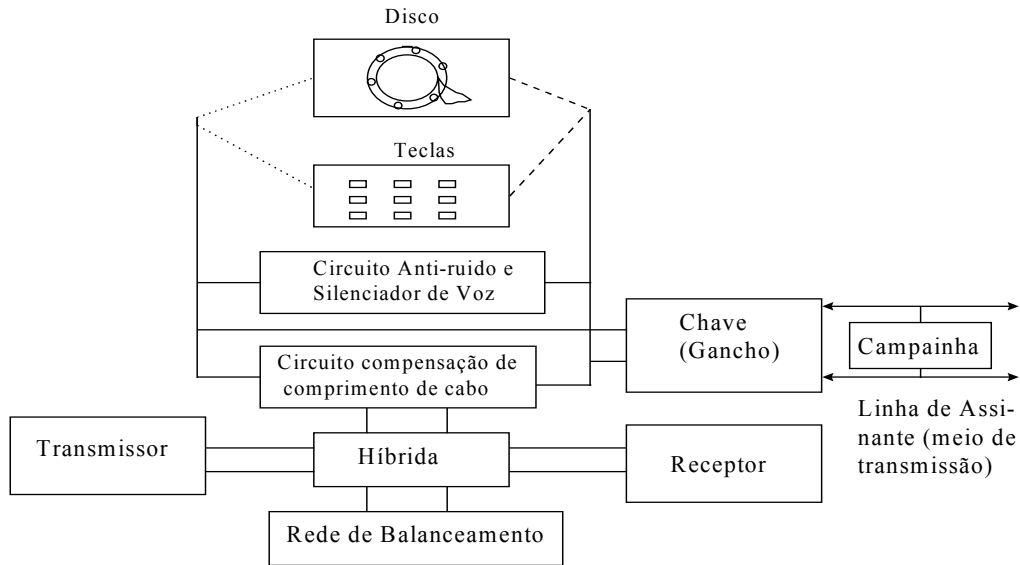 Disco
Teclas
Circuito Anti-ruido e
Silenciador de Voz
Chave
(Gancho)
Campainha
Circuito compensação de
comprimento de cabo
Linha de Assi-
nante (meio de
transmissão)
Transmissor
Híbrida
Receptor
Rede de Balanceamento